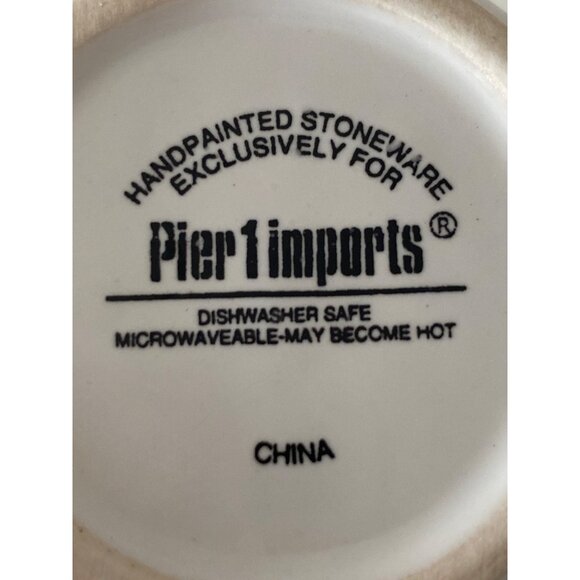 HANDPAINTED STONEWARE
EXCLUSIVELY FOR
Pier 1 imports®
DISHWASHER SAFE
MICROWAVEABLE-MAY BECOME HOT
CHINA